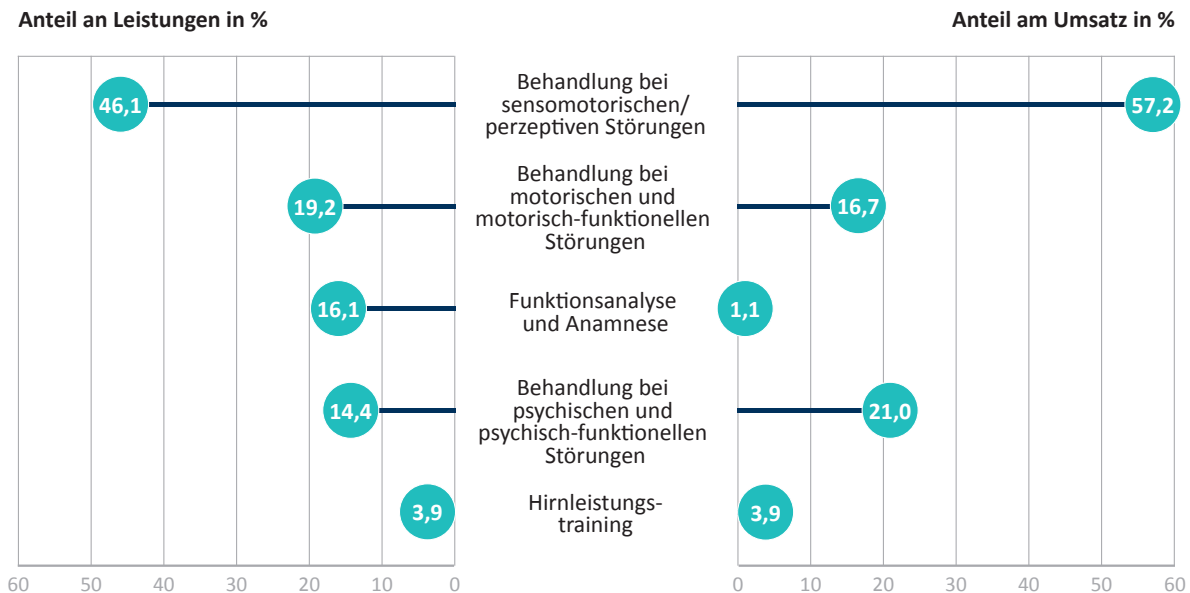 Anteil an Leistungen in %
Anteil am Umsatz in %
Behandlung bei
sensomotorischen/
perzeptiven Störungen
46,1
57,2
Behandlung bei
motorischen und
motorisch-funktionellen
Störungen
19,2
16,7
Funktionsanalyse
und Anamnese
16,1
1,1
Behandlung bei
psychischen und
psychisch-funktionellen
Störungen
14,4
21,0
Hirnleistungs-
training
3,9
3,9
60 50 40 30 20 10 0
0 10 20 30 40 50 60